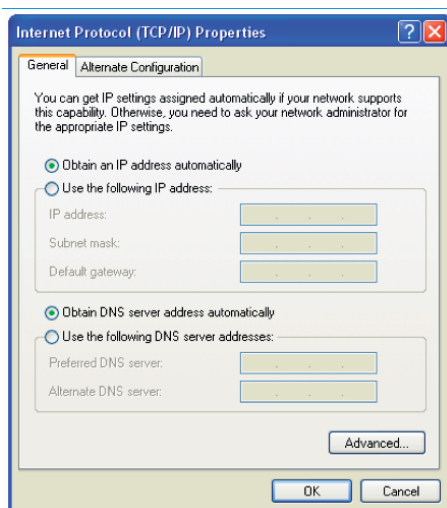 Internet Protocol (TCP/IP) Properties
General
Alternate Configuration
You can get IP settings assigned automatically if your network supports
this capability. Otherwise, you need to ask your network administrator for
the appropriate IP settings.
Obtain an IP address automatically
Use the following IP address:
IP address:
Subnet mask:
Default gateway:
Obtain DNS server address automatically
Use the following DNS server addresses:
Preferred DNS server:
Alternate DNS server:
Advanced...
OK
Cancel